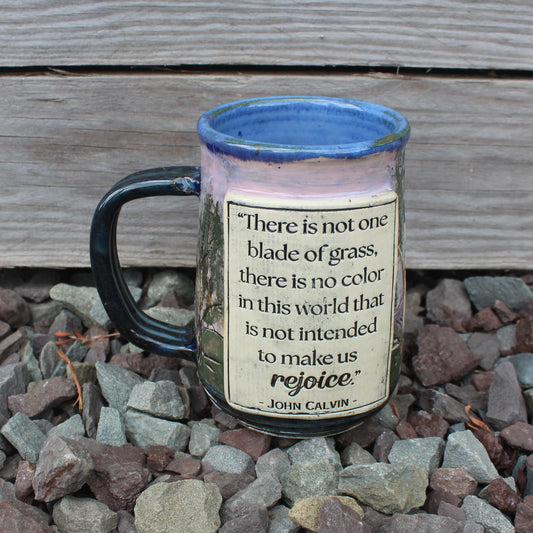 “There is not one
blade of grass,
there is no color
in this world that
is not intended
to make us
rejoice.”
- John Calvin -